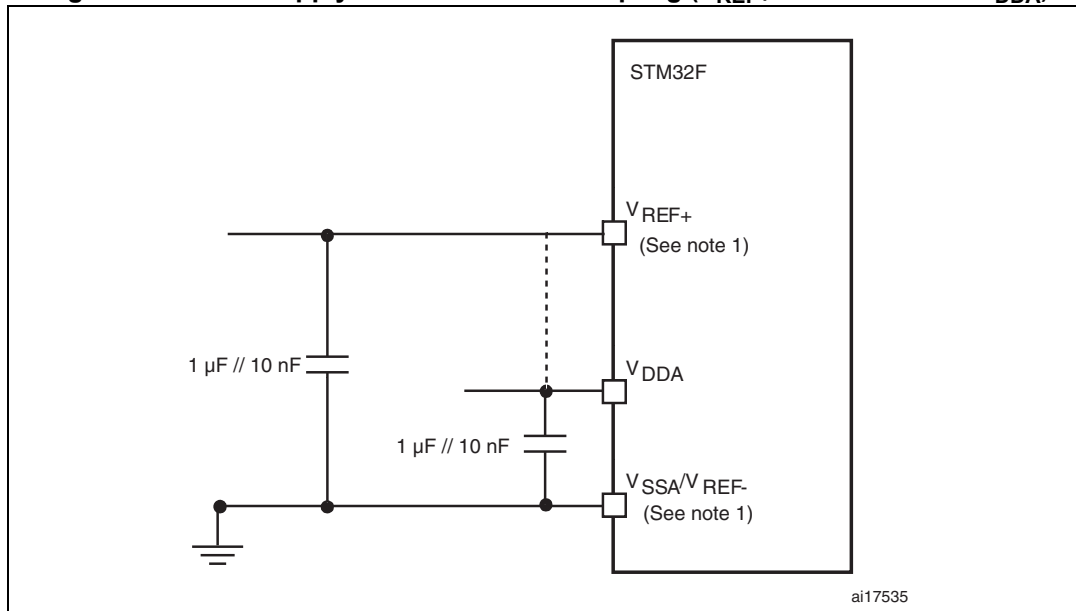 STM32F
VREF+
(See note 1)
1 µF // 10 nF
VDDA
1 µF // 10 nF
VSSA/VREF-
(See note 1)
ai17535